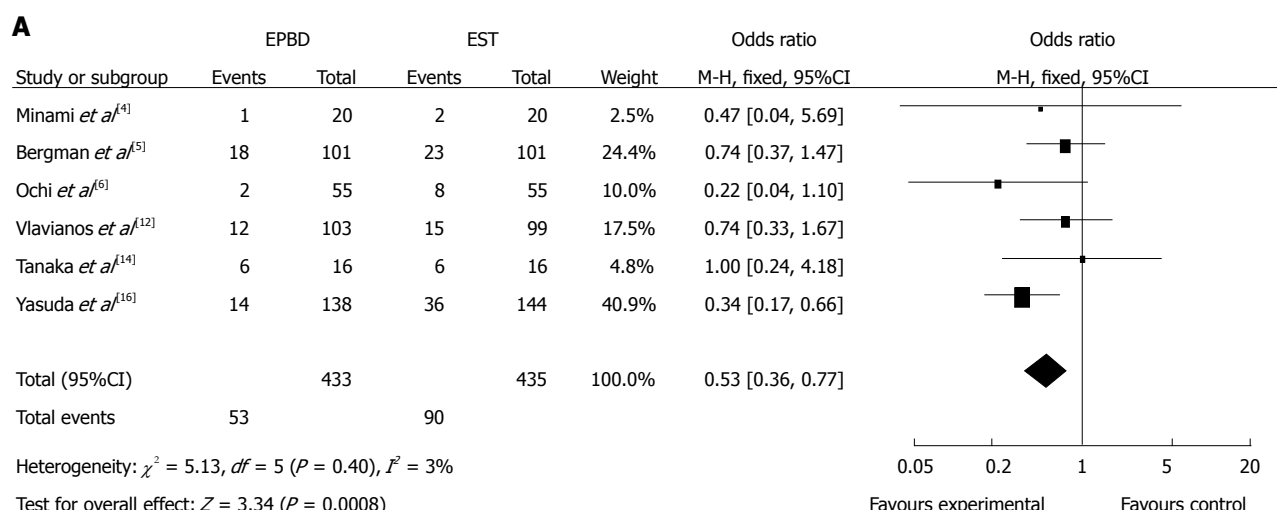 A
EPBD EST Odds ratio Odds ratio
Study or subgroup Events Total Events Total Weight M-H, fixed, 95%CI M-H, fixed, 95%CI
Minami et al[4] 1 20 2 20 2.5% 0.47 [0.04, 5.69]
Bergman et al[5] 18 101 23 101 24.4% 0.74 [0.37, 1.47]
Ochi et al[6] 2 55 8 55 10.0% 0.22 [0.04, 1.10]
Vlavianos et al[12] 12 103 15 99 17.5% 0.74 [0.33, 1.67]
Tanaka et al[14] 6 16 6 16 4.8% 1.00 [0.24, 4.18]
Yasuda et al[16] 14 138 36 144 40.9% 0.34 [0.17, 0.66]
Total (95%CI) 433 435 100.0% 0.53 [0.36, 0.77]
Total events 53 90
Heterogeneity: χ² = 5.13, df = 5 (P = 0.40), I² = 3%
0.05 0.2 1 5 20
Test for overall effect: Z = 3.34 (P = 0.0008)
Favours experimental Favours control